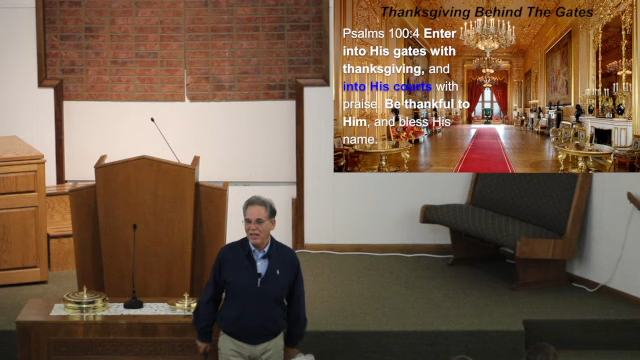 Thanksgiving Behind The Gates
Psalms 100:4 Enter
into His gates with
thanksgiving, and
into His courts with
praise. Be thankful to
Him, and bless His
name.